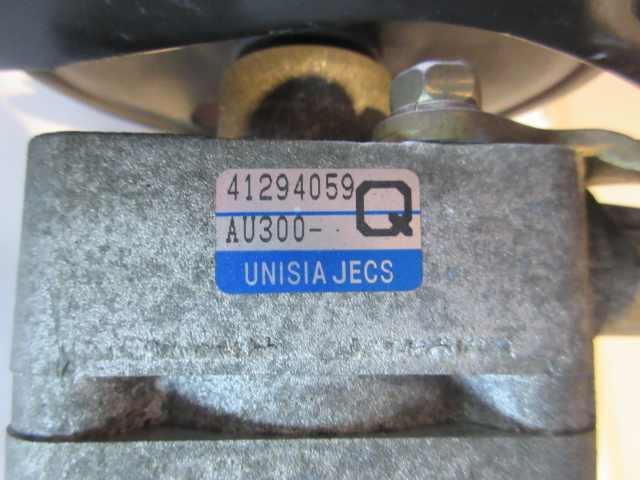 41294059
Q
AU300-
UNISIA JECS